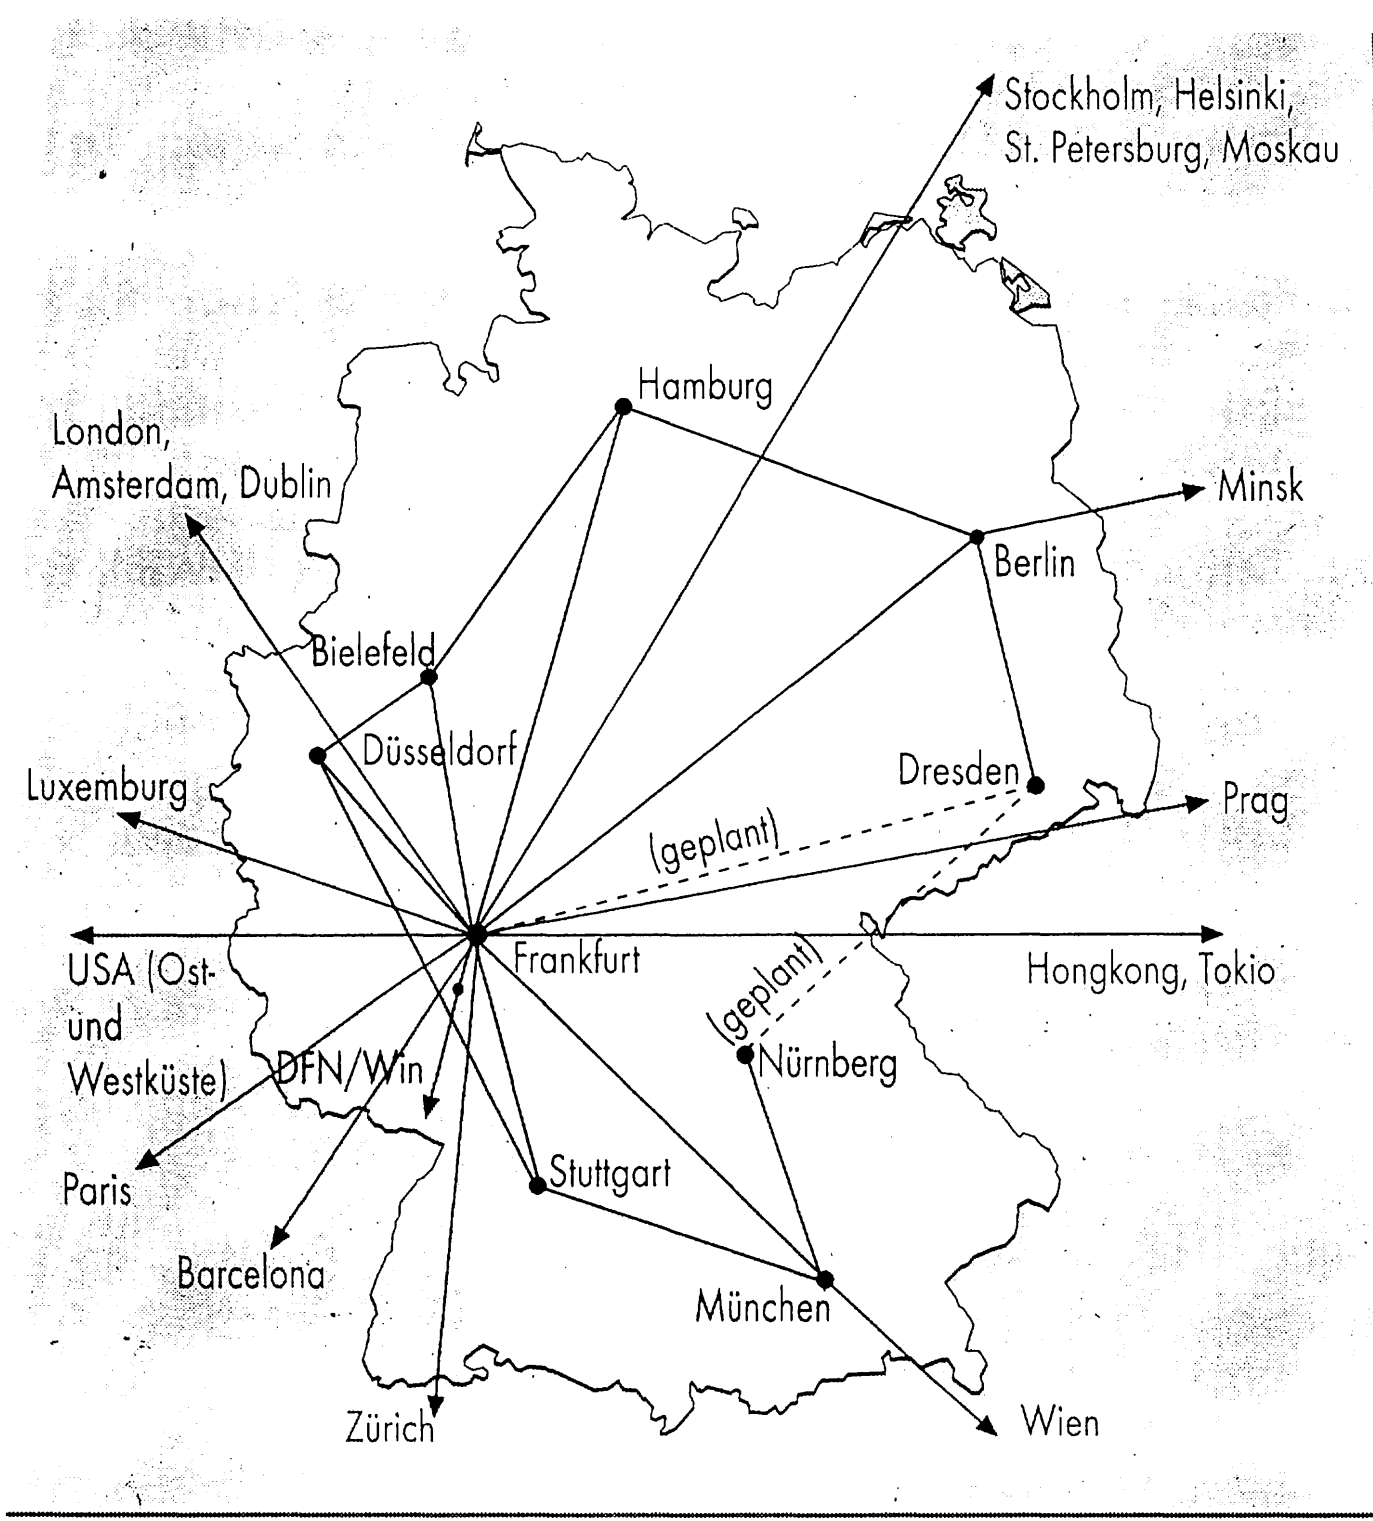 Stockholm, Helsinki,
St. Petersburg, Moskau
Hamburg
London,
Amsterdam, Dublin
Minsk
Berlin
Bielefeld
Düsseldorf
Dresden
Luxemburg
Prag
(geplant)
Frankfurt
USA (Ost-
und
Westküste)
Hongkong, Tokio
(geplant)
DFN/Win
Nürnberg
Paris
Stuttgart
Barcelona
München
Zürich
Wien